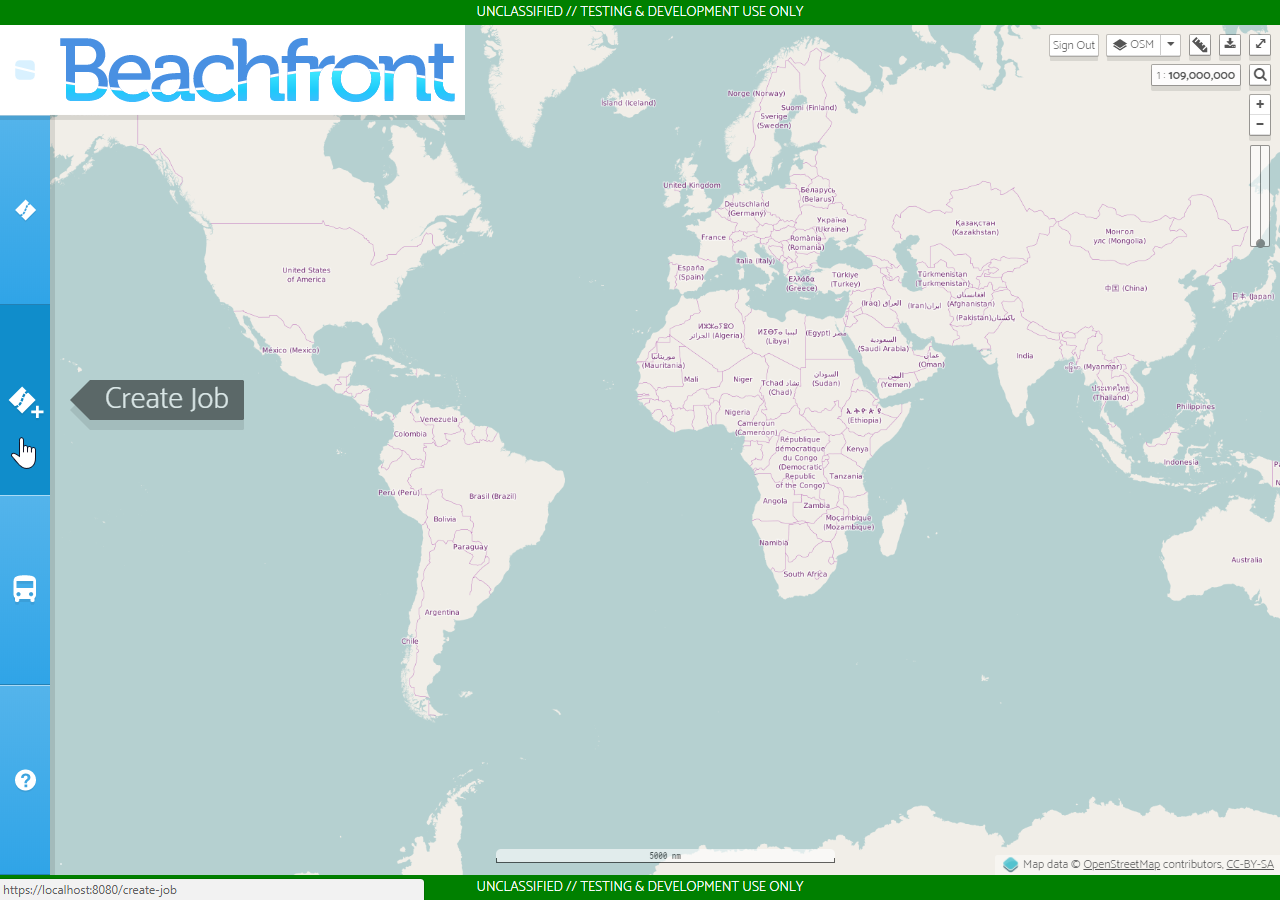 UNCLASSIFIED // TESTING & DEVELOPMENT USE ONLY
Beachfront
Sign Out
OSM
1 : 109,000,000
+
−
Ísland (Iceland)
Norge (Norway)
Suomi (Finland)
Sverige
(Sweden)
United Kingdom
Беларусь
(Belarus)
Deutschland
(Germany)
Україна
(Ukraine)
France
România
(Romania)
Italia (Italy)
España
(Spain)
Ελλάδα
(Greece)
Türkiye
(Turkey)
Қазақстан
(Kazakhstan)
Монгол
улс (Mongolia)
Türkmenistan
(Turkmenistan)
中国 (China)
日本 (Japan)
افغانستان
(Afghanistan)
(Iraq) العراق
(Iran) ایران
(Pakistan) پاکستان
United States
of America
México (Mexico)
الجزائر (Algeria)
ليبيا
(Libya)
(Egypt) مصر
السعودية
(Saudi Arabia)
عمان
(Oman)
India
(Myanmar)
موريتانيا
(Mauritania)
Mali
Niger
Tchad تشاد
(Chad)
السودان
(Sudan)
اليمن
(Yemen)
ประเทศไทย
(Thailand)
Philippines
Create Job
Venezuela
Colombia
Nigeria
Cameroun
(Cameroon)
ኢትዮጵያ
(Ethiopia)
République
démocratique
du Congo
(Democratic
Republic
of the Congo)
Kenya
Tanzania
Indonesia
Perú (Peru)
Brasil (Brazil)
Angola
Zambia
Bolivia
Moçambique
(Mozambique)
Paraguay
Namibia
Australia
South Africa
Argentina
Chile
5000 nm
Map data © OpenStreetMap contributors, CC-BY-SA
https://localhost:8080/create-job
UNCLASSIFIED // TESTING & DEVELOPMENT USE ONLY